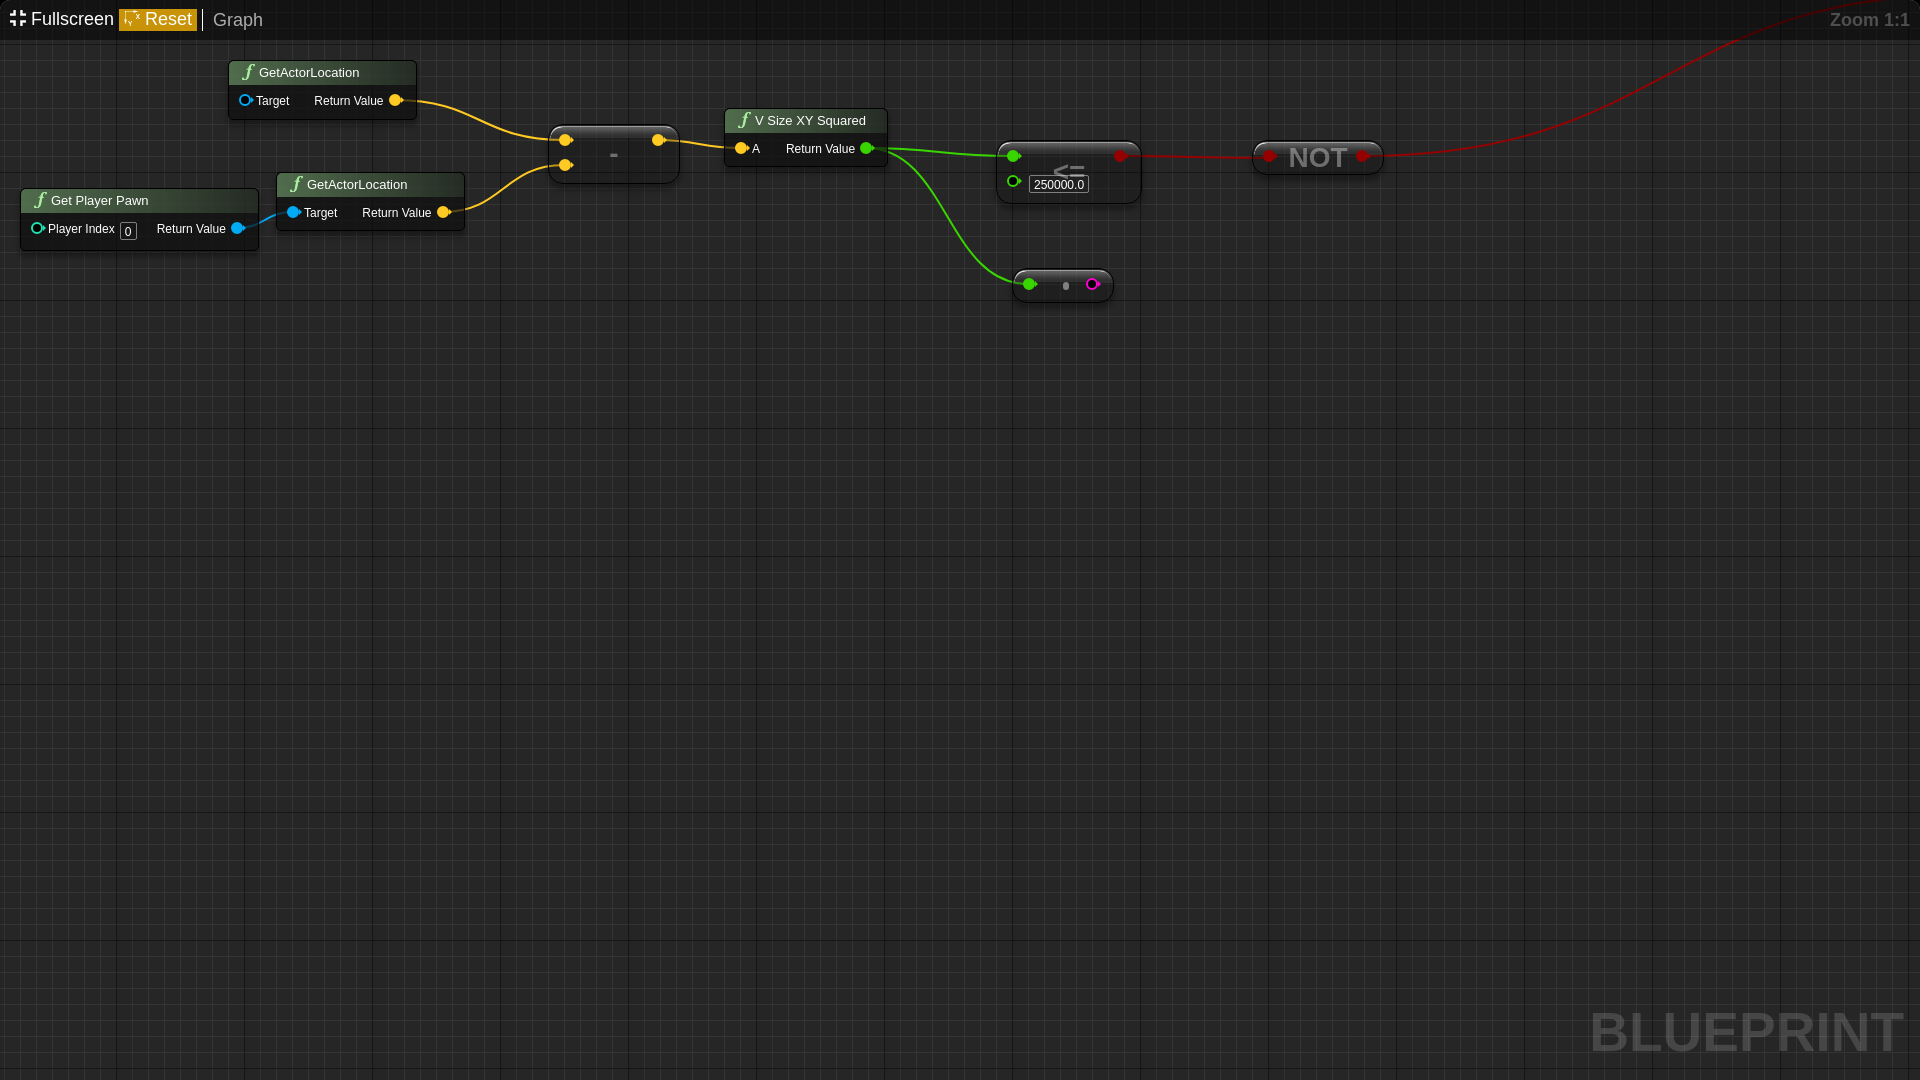 Fullscreen Reset Graph Zoom 1:1
GetActorLocation
Target Return Value
V Size XY Squared
A Return Value
-
<=
250000.0
NOT
GetActorLocation
Target Return Value
Get Player Pawn
Player Index 0 Return Value
BLUEPRINT